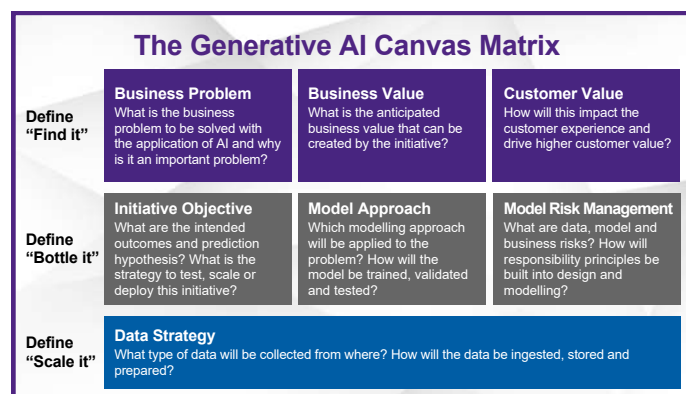 The Generative AI Canvas Matrix
Define
“Find it”
Business Problem
What is the business
problem to be solved with
the application of AI and why
is it an important problem?
Business Value
What is the anticipated
business value that can be
created by the initiative?
Customer Value
How will this impact the
customer experience and
drive higher customer value?
Define
“Bottle it”
Initiative Objective
What are the intended
outcomes and prediction
hypothesis? What is the
strategy to test, scale or
deploy this initiative?
Model Approach
Which modelling approach
will be applied to the
problem? How will the
model be trained, validated
and tested?
Model Risk Management
What are data, model and
business risks? How will
responsibility principles be
built into design and
modelling?
Define
“Scale it”
Data Strategy
What type of data will be collected from where? How will the data be ingested, stored and
prepared?